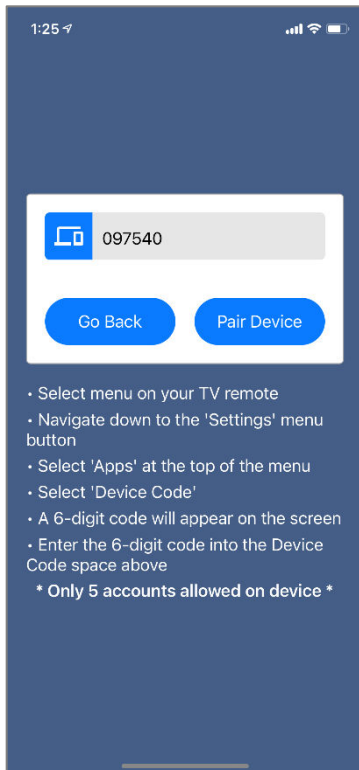 1:25
097540
Go Back
Pair Device
• Select menu on your TV remote
• Navigate down to the 'Settings' menu
button
• Select 'Apps' at the top of the menu
• Select 'Device Code'
• A 6-digit code will appear on the screen
• Enter the 6-digit code into the Device
Code space above
* Only 5 accounts allowed on device *